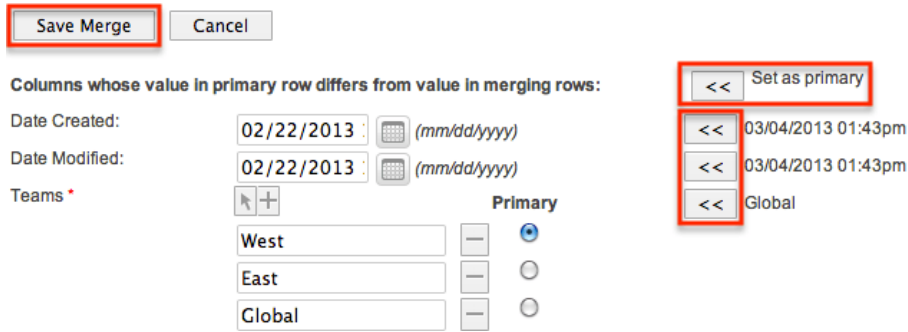 Save Merge Cancel
Columns whose value in primary row differs from value in merging rows: << Set as primary
Date Created: 02/22/2013 (mm/dd/yyyy) << 03/04/2013 01:43pm
Date Modified: 02/22/2013 (mm/dd/yyyy) << 03/04/2013 01:43pm
Teams * Primary << Global
West
East
Global